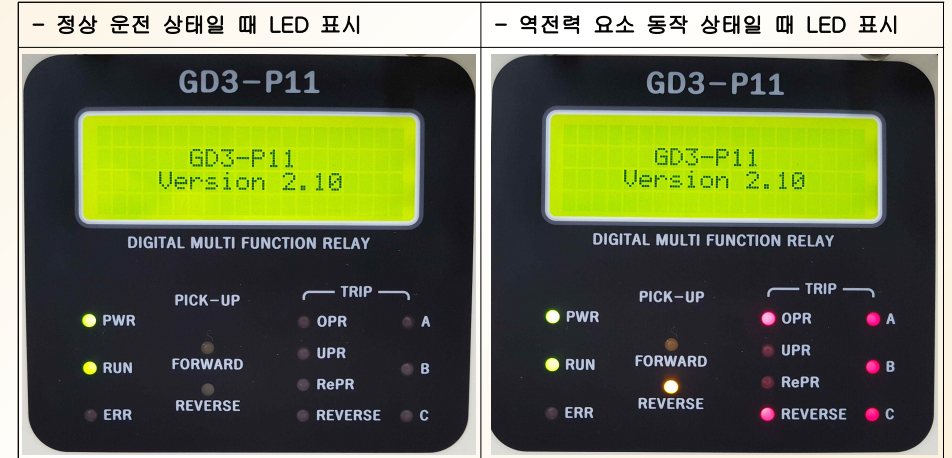 - 정상 운전 상태일 때 LED 표시
GD3-P11
GD3-P11
Version 2.10
DIGITAL MULTI FUNCTION RELAY
PICK-UP
TRIP
PWR
OPR
A
FORWARD
UPR
RUN
B
RePR
REVERSE
ERR
REVERSE
C
- 역전력 요소 동작 상태일 때 LED 표시
GD3-P11
GD3-P11
Version 2.10
DIGITAL MULTI FUNCTION RELAY
PICK-UP
TRIP
PWR
OPR
A
FORWARD
UPR
RUN
B
RePR
REVERSE
ERR
REVERSE
C